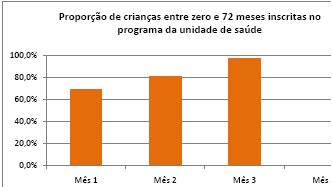 Proporção de crianças entre zero e 72 meses inscritas no
programa da unidade de saúde
100,0%
80,0%
60,0%
40,0%
20,0%
0,0%
Mês 1 Mês 2 Mês 3 Mês